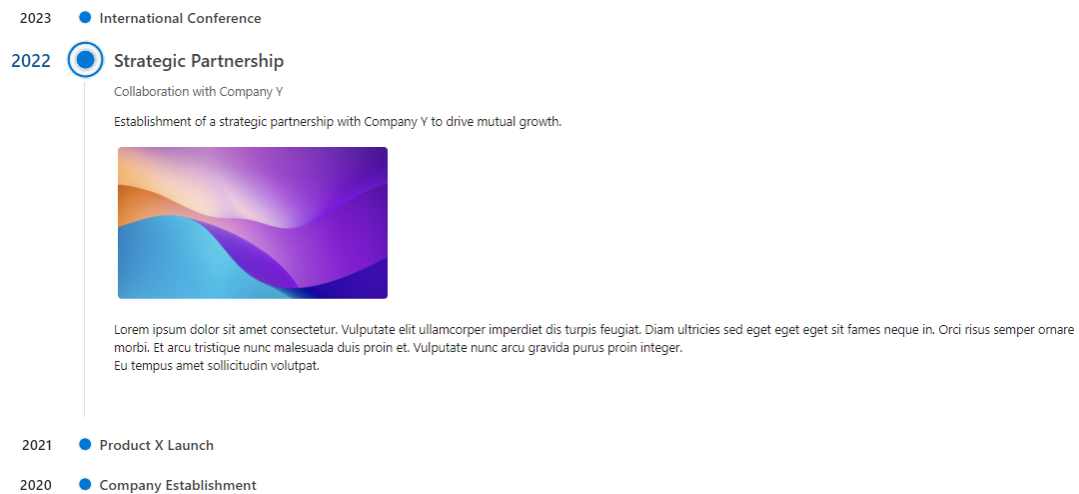 2023 International Conference
2022 Strategic Partnership
Collaboration with Company Y
Establishment of a strategic partnership with Company Y to drive mutual growth.
Lorem ipsum dolor sit amet consectetur. Vulputate elit ullamcorper imperdiet dis turpis feugiat. Diam ultricies sed eget eget eget sit fames neque in. Orci risus semper ornare
morbi. Et arcu tristique nunc malesuada duis proin et. Vulputate nunc arcu gravida purus proin integer.
Eu tempus amet sollicitudin volutpat.
2021 Product X Launch
2020 Company Establishment